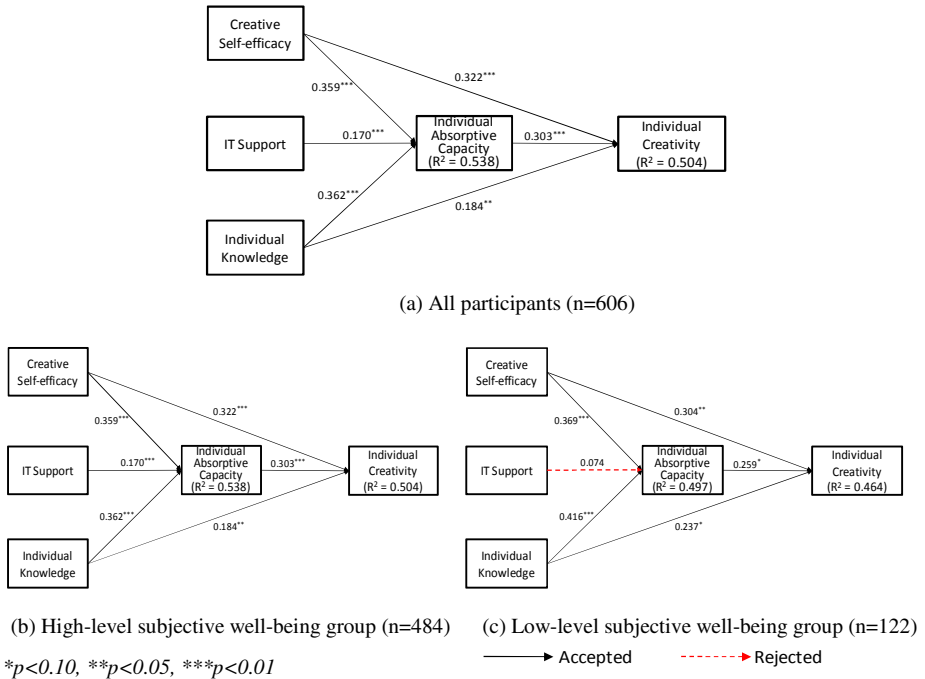 Creative
Self-efficacy
0.322***
0.359***
IT Support
0.170***
Individual
Absorptive
Capacity
(R² = 0.538)
0.303***
Individual
Creativity
(R² = 0.504)
0.362***
0.184**
Individual
Knowledge
(a) All participants (n=606)
Creative
Self-efficacy
0.322***
0.359***
IT Support
0.170***
Individual
Absorptive
Capacity
(R² = 0.538)
0.303***
Individual
Creativity
(R² = 0.504)
0.362***
0.184**
Individual
Knowledge
(b) High-level subjective well-being group (n=484)
Creative
Self-efficacy
0.304**
0.369***
IT Support
0.074
Individual
Absorptive
Capacity
(R² = 0.497)
0.259*
Individual
Creativity
(R² = 0.464)
0.416***
0.237*
Individual
Knowledge
(c) Low-level subjective well-being group (n=122)
*p<0.10, **p<0.05, ***p<0.01
Accepted
Rejected